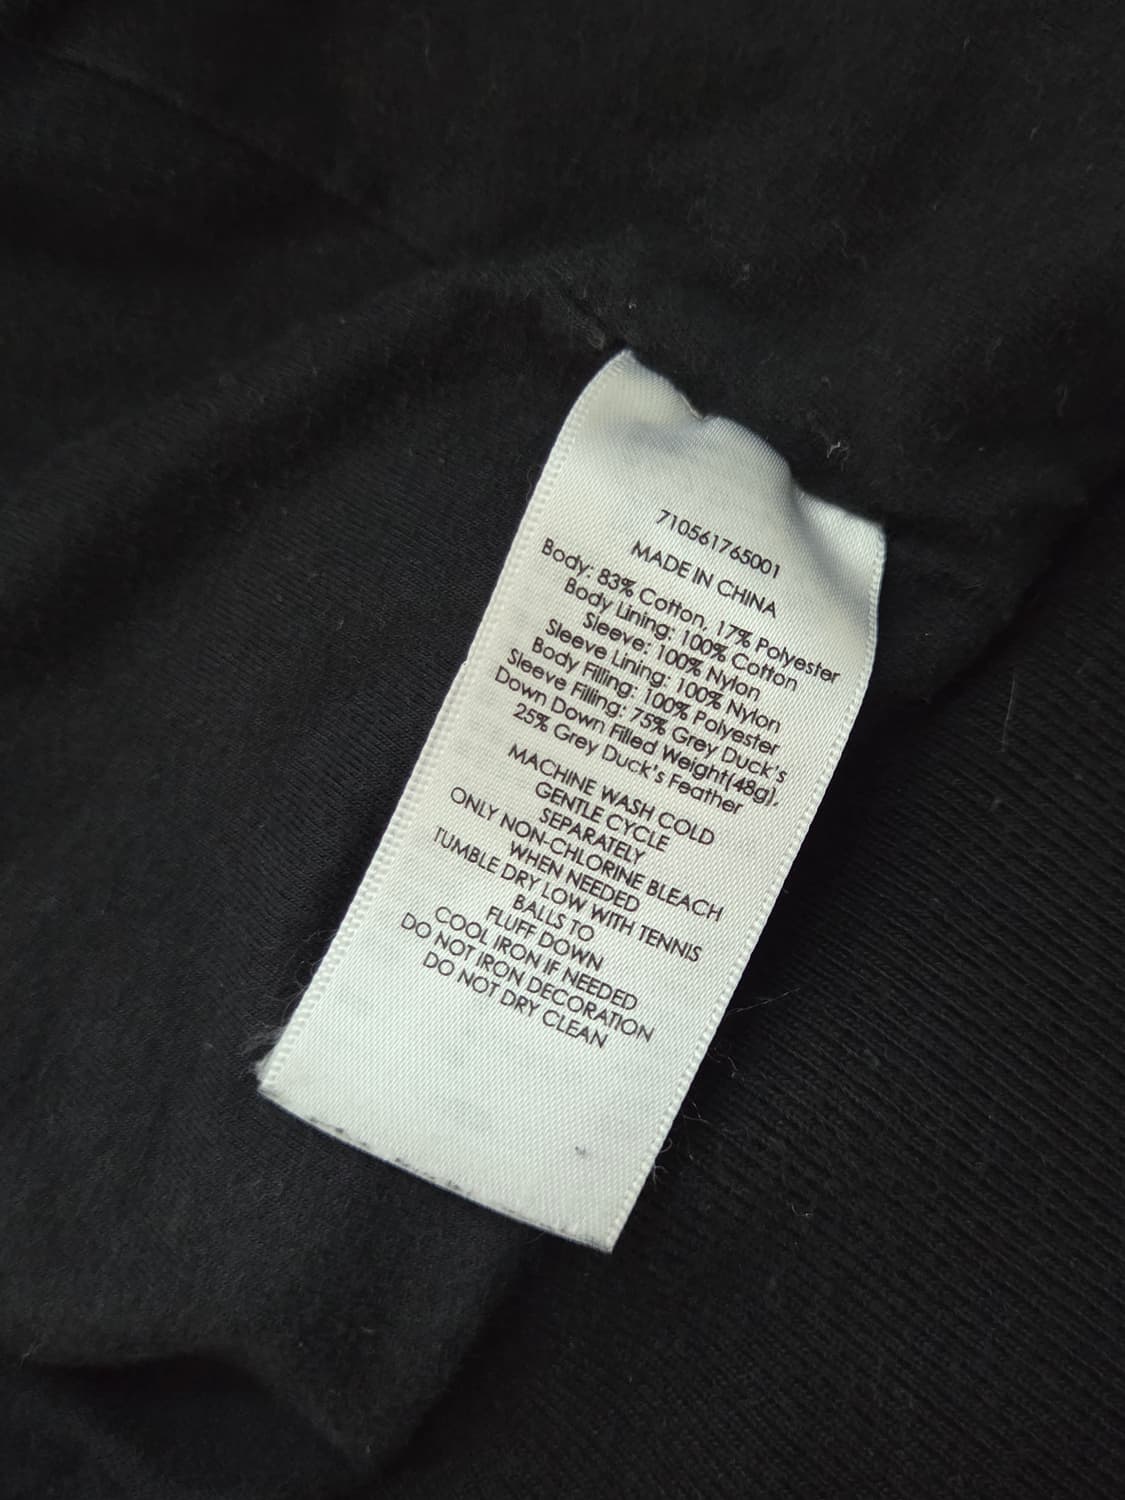 710561765001
MADE IN CHINA
Body: 83% Cotton, 17% Polyester
Body Lining: 100% Cotton
Sleeve: 100% Nylon
Sleeve Lining: 100% Nylon
Body Filling: 100% Polyester
Sleeve Filling: 75% Grey Duck's
Down Down Filled Weight(48g),
25% Grey Duck's Feather
MACHINE WASH COLD
GENTLE CYCLE
SEPARATELY
ONLY NON-CHLORINE BLEACH
WHEN NEEDED
TUMBLE DRY LOW WITH TENNIS
BALLS TO
FLUFF DOWN
COOL IRON IF NEEDED
DO NOT IRON DECORATION
DO NOT DRY CLEAN